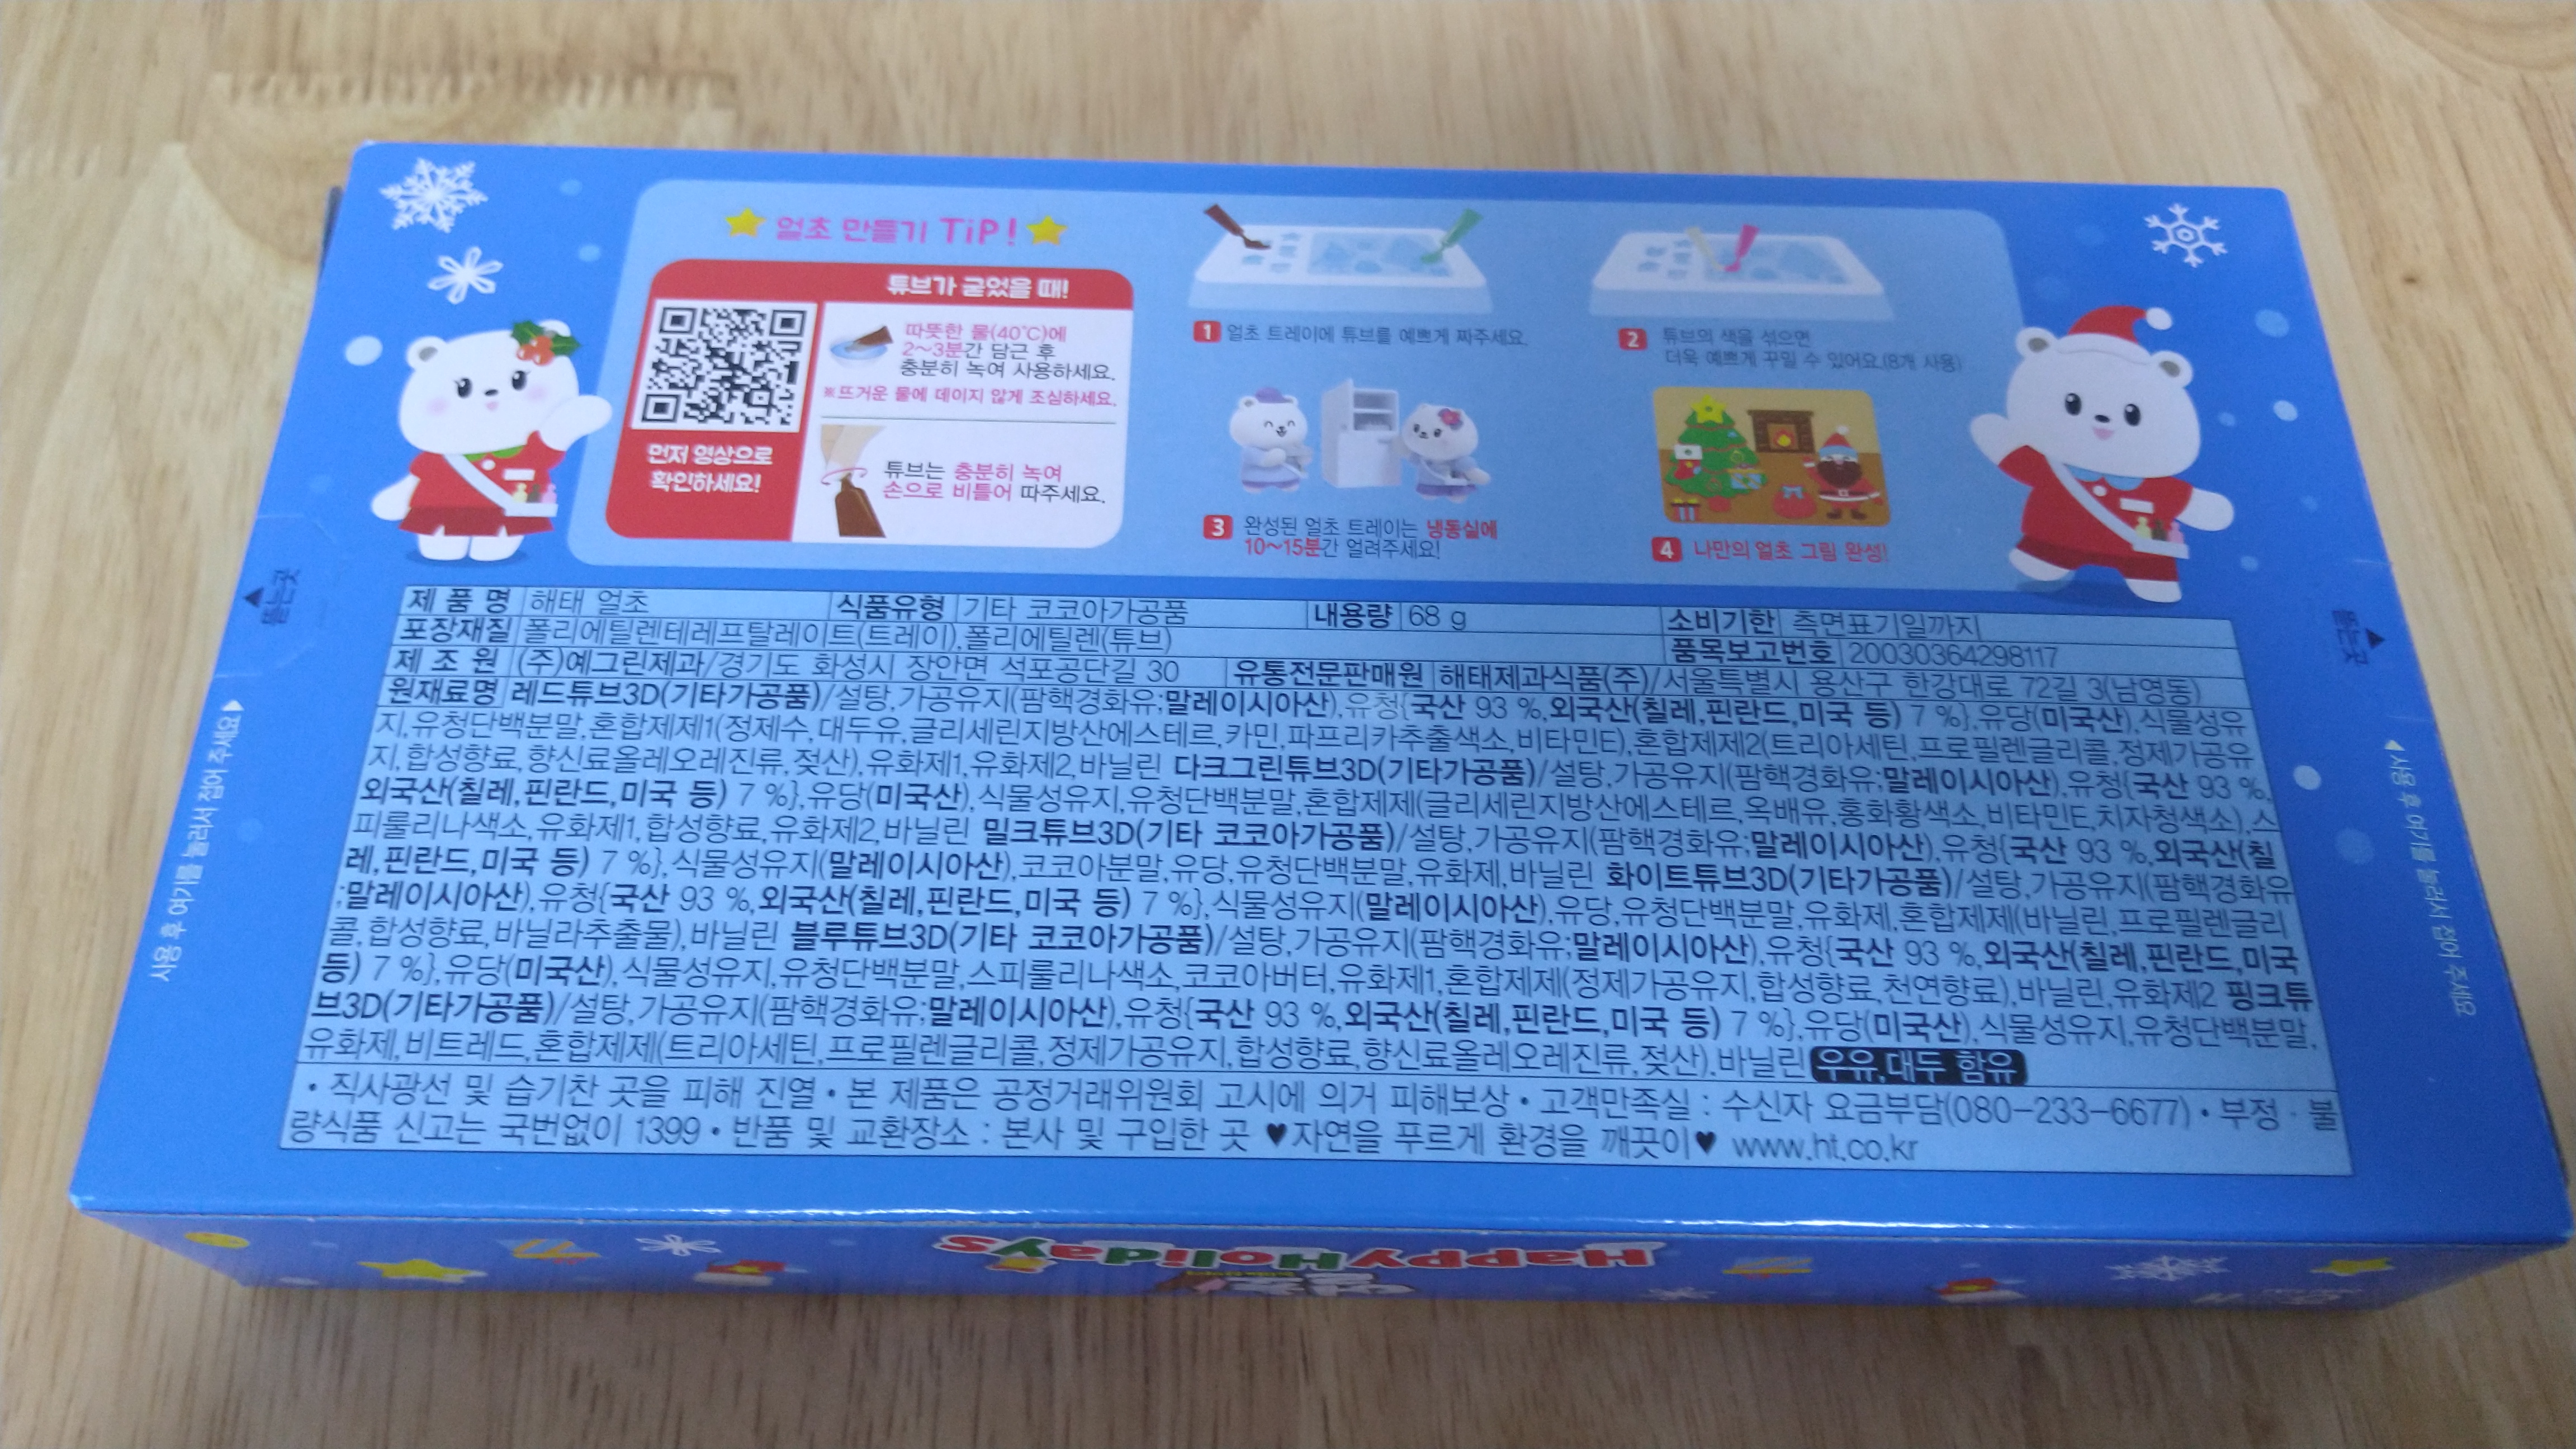 얼초 만들기 TiP!
튜브가 굳었을 때!
따뜻한 물(40℃)에
2~3분간 담근 후
충분히 녹여 사용하세요.
※뜨거운 물에 데이지 않게 조심하세요.
먼저 영상으로
확인하세요!
튜브는 충분히 녹여
손으로 비틀어 따주세요.
1 얼초 트레이에 튜브를 예쁘게 짜주세요.
2 튜브의 색을 섞으면
더욱 예쁘게 꾸밀 수 있어요.(8개 사용)
3 완성된 얼초 트레이는 냉동실에
10~15분간 얼려주세요!
4 나만의 얼초 그림 완성!
뜯는곳
사용 후 여기를 눌러서 접어 주세요
뜯는곳
사용 후 여기를 눌러서 접어 주세요
제 품 명 해태 얼초 식품유형 기타 코코아가공품 내용량 68 g 소비기한 측면표기일까지
포장재질 폴리에틸렌테레프탈레이트(트레이),폴리에틸렌(튜브) 품목보고번호 20030364298117
제 조 원 (주)예그린제과/경기도 화성시 장안면 석포공단길 30 유통전문판매원 해태제과식품(주)/서울특별시 용산구 한강대로 72길 3(남영동)
원재료명 레드튜브3D(기타가공품)/설탕,가공유지(팜핵경화유;말레이시아산),유청{국산 93 %,외국산(칠레,핀란드,미국 등) 7 %},유당(미국산),식물성유
지,유청단백분말,혼합제제1(정제수,대두유,글리세린지방산에스테르,카민,파프리카추출색소,비타민E),혼합제제2(트리아세틴,프로필렌글리콜,정제가공유
지,합성향료,향신료올레오레진류,젖산),유화제1,유화제2,바닐린 다크그린튜브3D(기타가공품)/설탕,가공유지(팜핵경화유;말레이시아산),유청{국산 93 %,
외국산(칠레,핀란드,미국 등) 7 %},유당(미국산),식물성유지,유청단백분말,혼합제제(글리세린지방산에스테르,옥배유,홍화황색소,비타민E,치자청색소),스
피룰리나색소,유화제1,합성향료,유화제2,바닐린 밀크튜브3D(기타 코코아가공품)/설탕,가공유지(팜핵경화유;말레이시아산),유청{국산 93 %,외국산(칠
레,핀란드,미국 등) 7 %},식물성유지(말레이시아산),코코아분말,유당,유청단백분말,유화제,바닐린 화이트튜브3D(기타가공품)/설탕,가공유지(팜핵경화유
;말레이시아산),유청{국산 93 %,외국산(칠레,핀란드,미국 등) 7 %},식물성유지(말레이시아산),유당,유청단백분말,유화제,혼합제제(바닐린,프로필렌글리
콜,합성향료,바닐라추출물),바닐린 블루튜브3D(기타 코코아가공품)/설탕,가공유지(팜핵경화유;말레이시아산),유청{국산 93 %,외국산(칠레,핀란드,미국
등) 7 %},유당(미국산),식물성유지,유청단백분말,스피룰리나색소,코코아버터,유화제1,혼합제제(정제가공유지,합성향료,천연향료),바닐린,유화제2 핑크튜
브3D(기타가공품)/설탕,가공유지(팜핵경화유;말레이시아산),유청{국산 93 %,외국산(칠레,핀란드,미국 등) 7 %},유당(미국산),식물성유지,유청단백분말,
유화제,비트레드,혼합제제(트리아세틴,프로필렌글리콜,정제가공유지,합성향료,향신료올레오레진류,젖산),바닐린 우유,대두 함유
• 직사광선 및 습기찬 곳을 피해 진열 • 본 제품은 공정거래위원회 고시에 의거 피해보상 • 고객만족실 : 수신자 요금부담(080-233-6677) • 부정 · 불
량식품 신고는 국번없이 1399 • 반품 및 교환장소 : 본사 및 구입한 곳 ♥자연을 푸르게 환경을 깨끗이♥ www.ht.co.kr
Happy Holidays